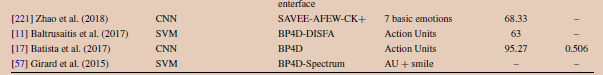 enterface
[221] Zhao et al. (2018) CNN SAVEE-AFEW-CK+ 7 basic emotions 68.33 –
[11] Baltrusaitis et al. (2017) SVM BP4D-DISFA Action Units 63 –
[17] Batista et al. (2017) CNN BP4D Action Units 95.27 0.506
[57] Girard et al. (2015) SVM BP4D-Spectrum AU + smile – –